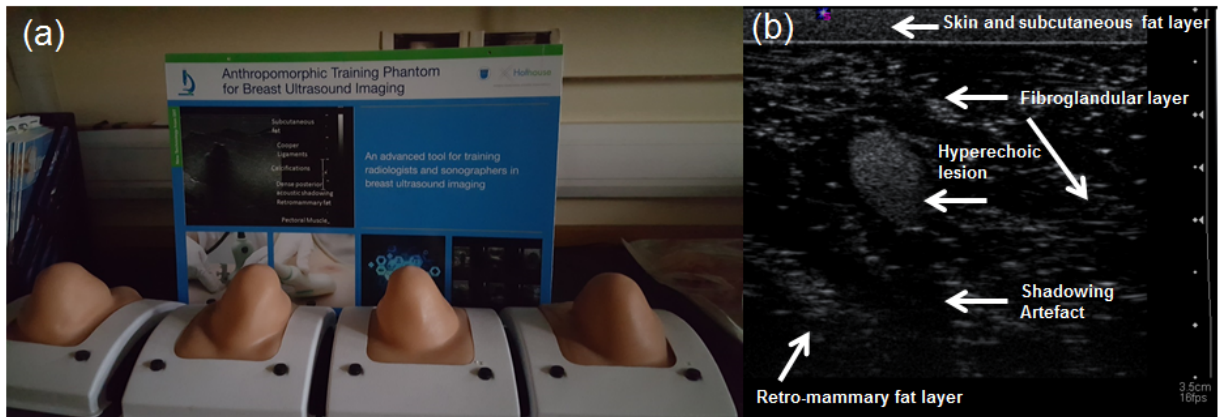 (a)
Anthropomorphic Training Phantom
for Breast Ultrasound Imaging
Hothouse
Subcutaneous
fat
Cooper
Ligaments
Calcifications
Dense posterior
acoustic shadowing
Retromammary fat
Pectoral Muscle
An advanced tool for training
radiologists and sonographers in
breast ultrasound imaging
(b)
Skin and subcutaneous fat layer
Fibroglandular layer
Hyperechoic
lesion
Shadowing
Artefact
Retro-mammary fat layer
3.5cm
16fps